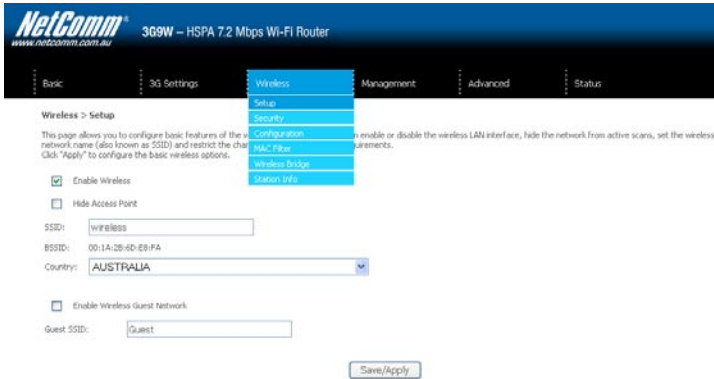 NetComm®
www.netcomm.com.au
3G9W – HSPA 7.2 Mbps Wi-Fi Router
Basic
3G Settings
Wireless
Management
Advanced
Status
Setup
Security
Configuration
MAC Filter
Wireless Bridge
Station Info
Wireless > Setup
This page allows you to configure basic features of the w n enable or disable the wireless LAN interface, hide the network from active scans, set the wireless
network name (also known as SSID) and restrict the cha uirements.
Click "Apply" to configure the basic wireless options.
Enable Wireless
Hide Access Point
SSID: wireless
BSSID: 00:1A:2B:6D:E8:FA
Country: AUSTRALIA
Enable Wireless Guest Network
Guest SSID: Guest
Save/Apply